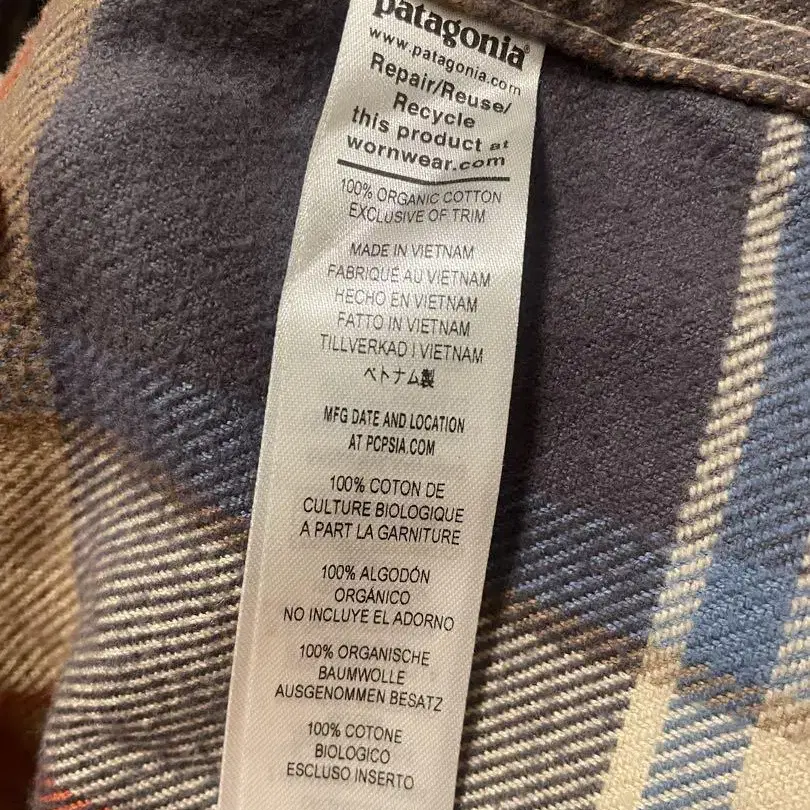 patagonia®
www.patagonia.com
Repair/Reuse/
Recycle
this product at
wornwear.com
100% ORGANIC COTTON
EXCLUSIVE OF TRIM
MADE IN VIETNAM
FABRIQUÉ AU VIETNAM
HECHO EN VIETNAM
FATTO IN VIETNAM
TILLVERKAD I VIETNAM
ベトナム製
MFG DATE AND LOCATION
AT PCPSIA.COM
100% COTON DE
CULTURE BIOLOGIQUE
A PART LA GARNITURE
100% ALGODÓN
ORGÁNICO
NO INCLUYE EL ADORNO
100% ORGANISCHE
BAUMWOLLE
AUSGENOMMEN BESATZ
100% COTONE
BIOLOGICO
ESCLUSO INSERTO